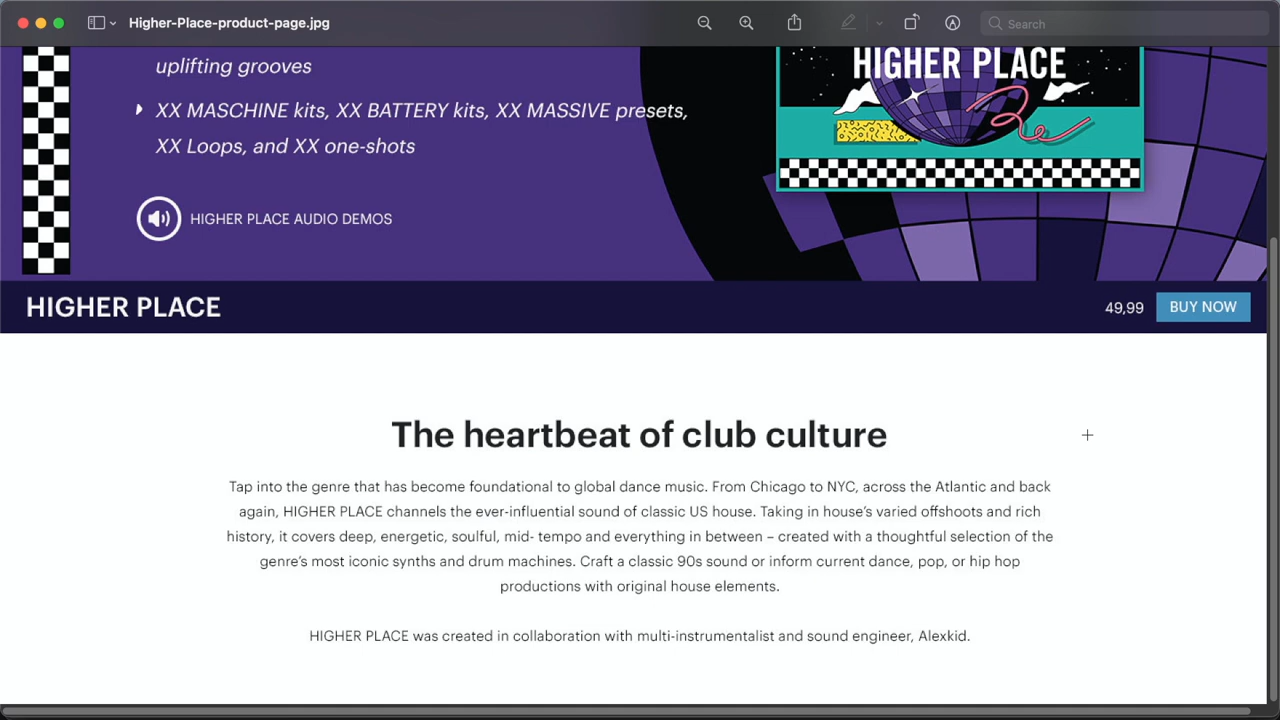 Higher-Place-product-page.jpg
Search
uplifting grooves
XX MASCHINE kits, XX BATTERY kits, XX MASSIVE presets,
XX Loops, and XX one-shots
HIGHER PLACE AUDIO DEMOS
HIGHER PLACE
HIGHER PLACE
49,99
BUY NOW
The heartbeat of club culture
Tap into the genre that has become foundational to global dance music. From Chicago to NYC, across the Atlantic and back
again, HIGHER PLACE channels the ever-influential sound of classic US house. Taking in house’s varied offshoots and rich
history, it covers deep, energetic, soulful, mid- tempo and everything in between – created with a thoughtful selection of the
genre’s most iconic synths and drum machines. Craft a classic 90s sound or inform current dance, pop, or hip hop
productions with original house elements.
HIGHER PLACE was created in collaboration with multi-instrumentalist and sound engineer, Alexkid.